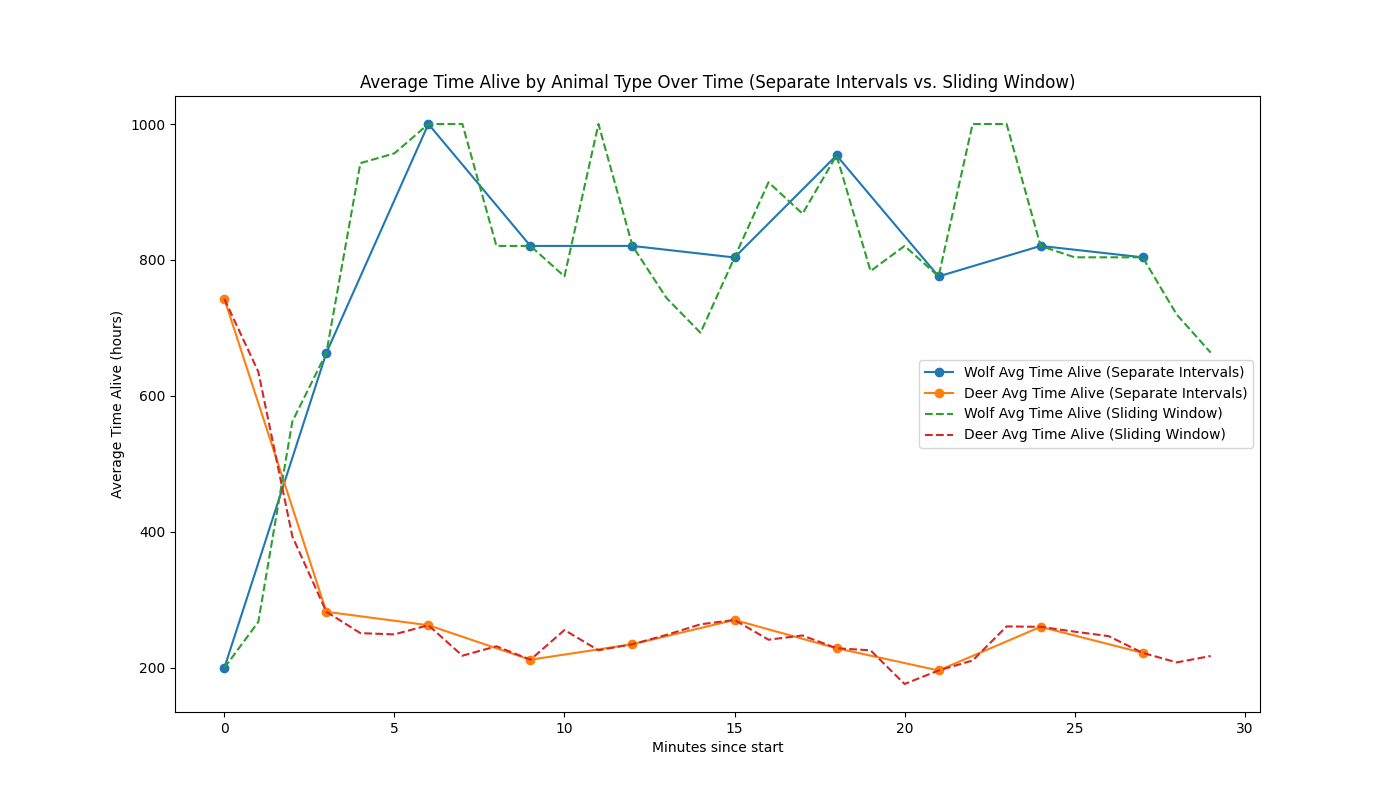 Average Time Alive by Animal Type Over Time (Separate Intervals vs. Sliding Window)
1000
800
600
400
200
Average Time Alive (hours)
Wolf Avg Time Alive (Separate Intervals)
Deer Avg Time Alive (Separate Intervals)
Wolf Avg Time Alive (Sliding Window)
Deer Avg Time Alive (Sliding Window)
0 5 10 15 20 25 30
Minutes since start